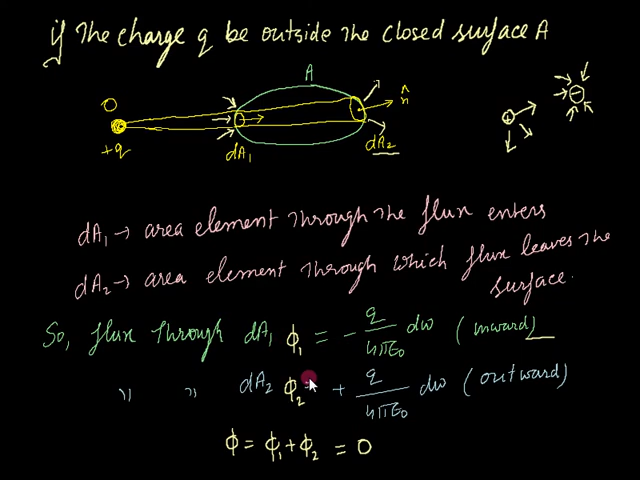 if The charge q be outside the closed surface A
A
O
n̂
+q
dA₁
dA₂
+
−
dA₁ → area element Through the flux enters
dA₂ → area element through which flux leaves the
surface.
So, flux through dA₁ ϕ₁ = − q/4πε₀ dω (inward)
" " dA₂ ϕ₂ = + q/4πε₀ dω (outward)
ϕ = ϕ₁ + ϕ₂ = 0